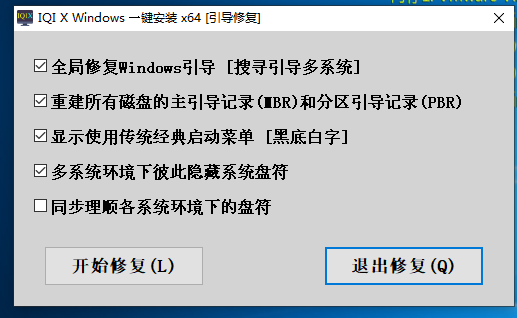 IQI X Windows 一键安装 x64 [引导修复]
全局修复Windows引导 [搜寻引导多系统]
重建所有磁盘的主引导记录(MBR)和分区引导记录(PBR)
显示使用传统经典启动菜单 [黑底白字]
多系统环境下彼此隐藏系统盘符
同步理顺各系统环境下的盘符
开始修复(L)
退出修复(Q)